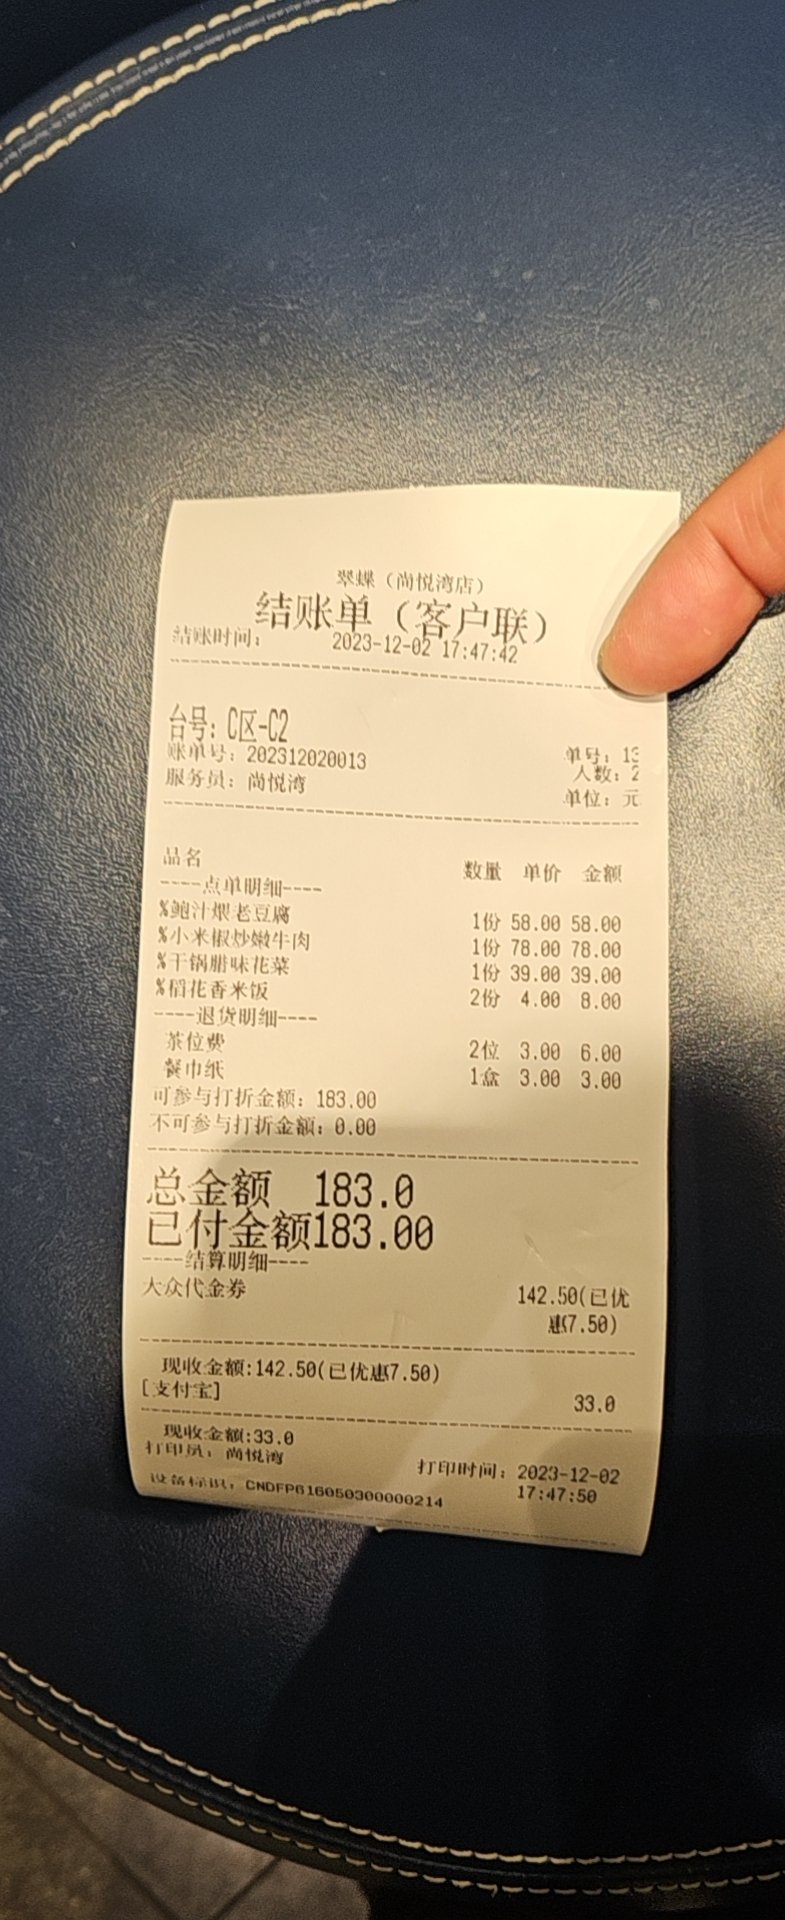 翠蝶（尚悦湾店）
结账单（客户联）
结账时间： 2023-12-02 17:47:42
台号：C区-C2
账单号：202312020013 单号：13
服务员：尚悦湾 人数：2
单位：元
品名 数量 单价 金额
----点单明细----
%鲍汁煨老豆腐 1份 58.00 58.00
%小米椒炒嫩牛肉 1份 78.00 78.00
%干锅腊味花菜 1份 39.00 39.00
%稻花香米饭 2份 4.00 8.00
----退货明细----
茶位费 2位 3.00 6.00
餐巾纸 1盒 3.00 3.00
可参与打折金额：183.00
不可参与打折金额：0.00
总金额 183.0
已付金额183.00
----结算明细----
大众代金券 142.50(已优
惠7.50)
现收金额:142.50(已优惠7.50)
[支付宝] 33.0
现收金额:33.0
打印员：尚悦湾 打印时间：2023-12-02
17:47:50
设备标识：CNDFP616050300000214